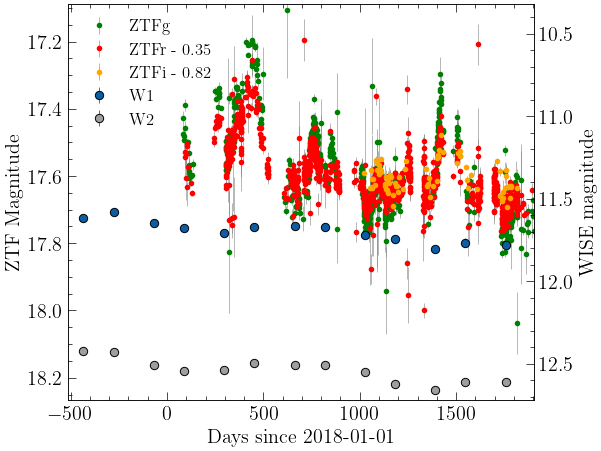 ZTFg
ZTFr - 0.35
ZTFi - 0.82
W1
W2
ZTF Magnitude
17.2
17.4
17.6
17.8
18.0
18.2
WISE magnitude
10.5
11.0
11.5
12.0
12.5
−500
0
500
1000
1500
Days since 2018-01-01